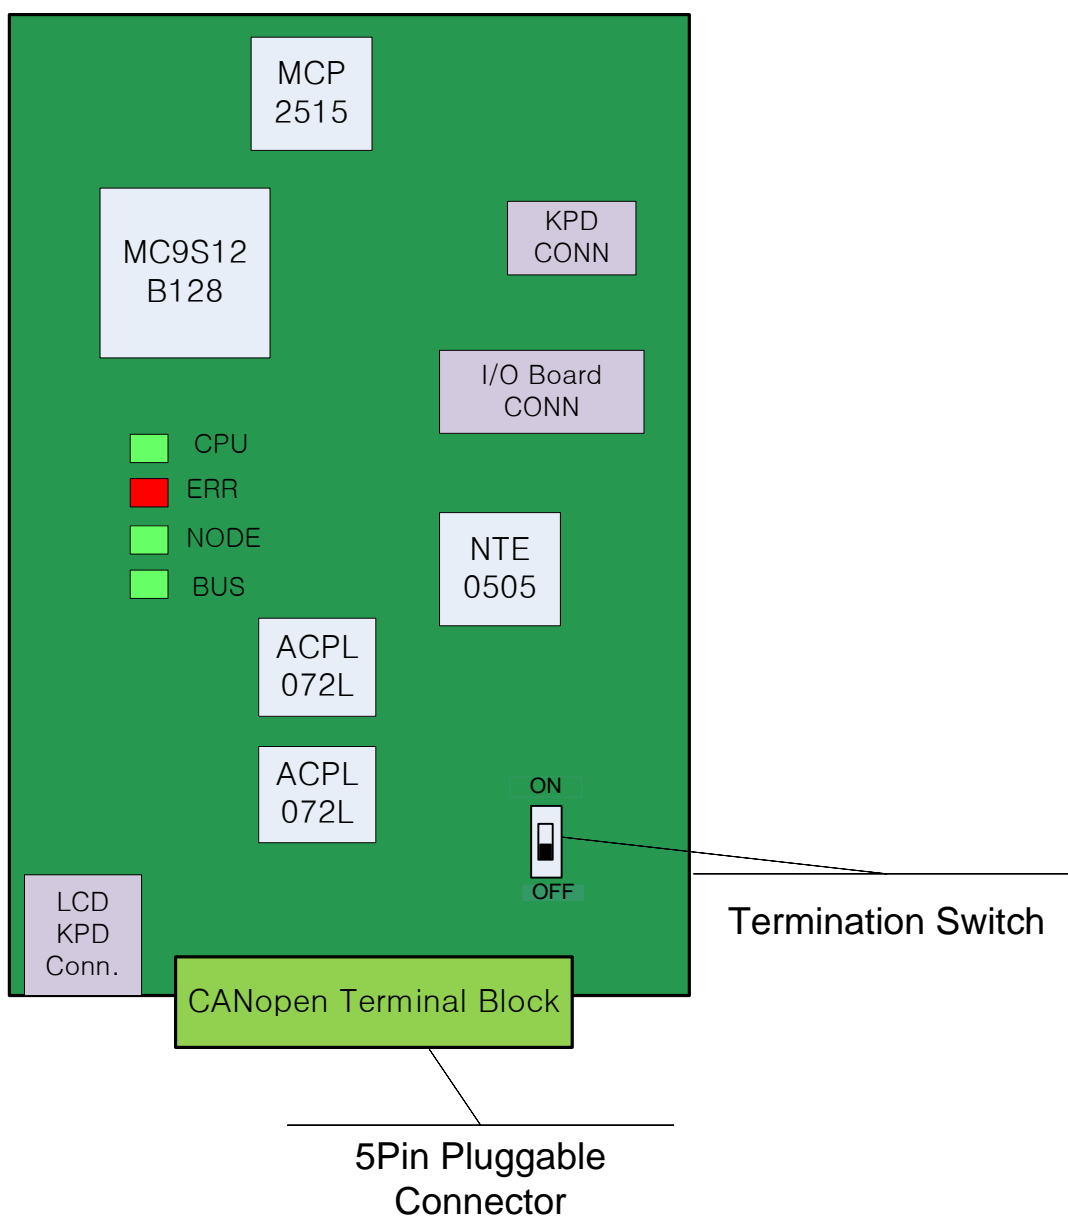 MCP
2515
MC9S12
B128
KPD
CONN
I/O Board
CONN
CPU
ERR
NODE
BUS
NTE
0505
ACPL
072L
ACPL
072L
ON
OFF
Termination Switch
LCD
KPD
Conn.
CANopen Terminal Block
5Pin Pluggable
Connector